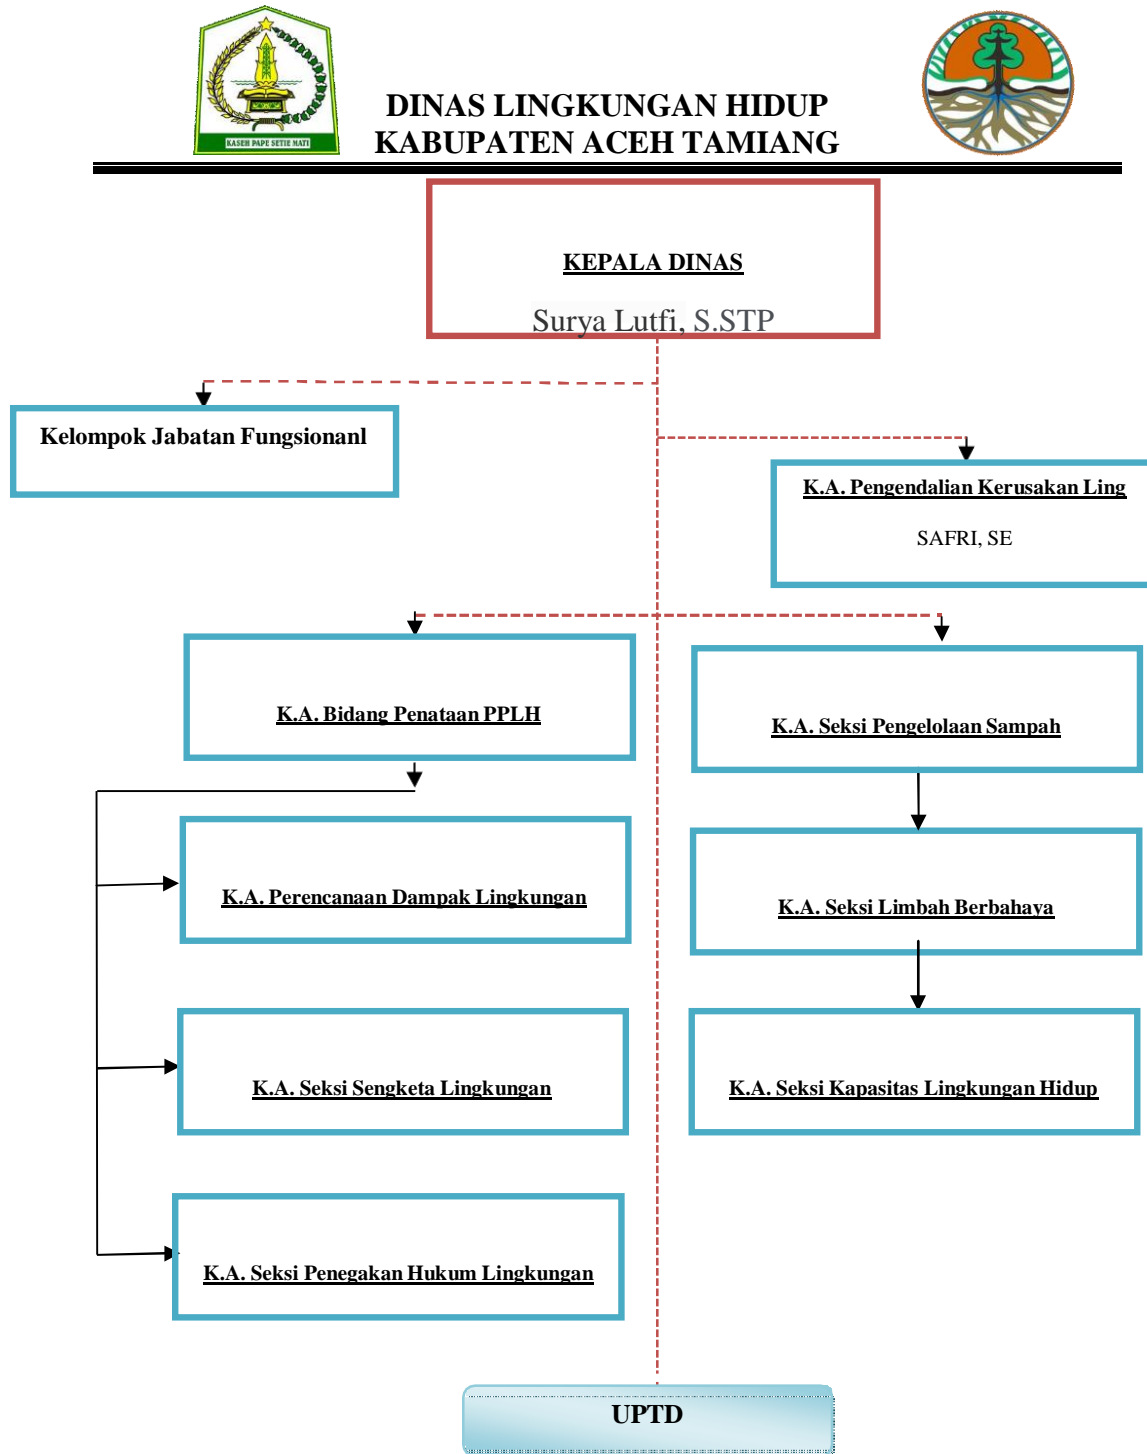 KASEH PAPE SETIE MATI
DINAS LINGKUNGAN HIDUP
KABUPATEN ACEH TAMIANG
KEPALA DINAS
Surya Lutfi, S.STP
Kelompok Jabatan Fungsionanl
K.A. Pengendalian Kerusakan Ling
SAFRI, SE
K.A. Bidang Penataan PPLH
K.A. Seksi Pengelolaan Sampah
K.A. Perencanaan Dampak Lingkungan
K.A. Seksi Limbah Berbahaya
K.A. Seksi Sengketa Lingkungan
K.A. Seksi Kapasitas Lingkungan Hidup
K.A. Seksi Penegakan Hukum Lingkungan
UPTD